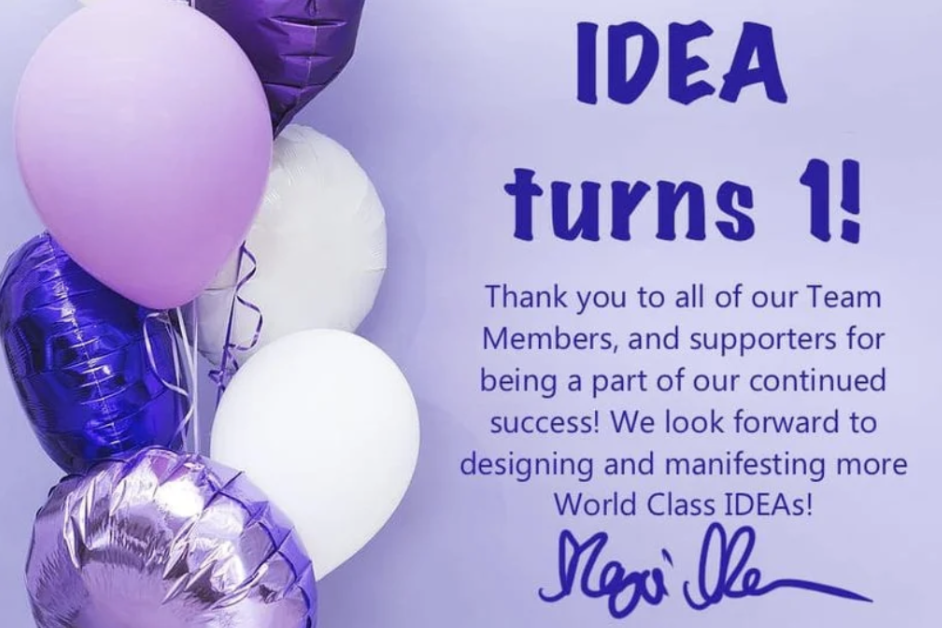 IDEA
turns 1!
Thank you to all of our Team
Members, and supporters for
being a part of our continued
success! We look forward to
designing and manifesting more
World Class IDEAs!